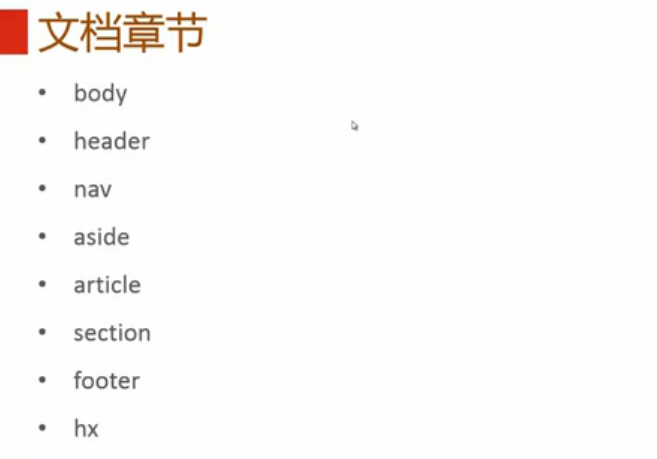 文档章节
• body
• header
• nav
• aside
• article
• section
• footer
• hx